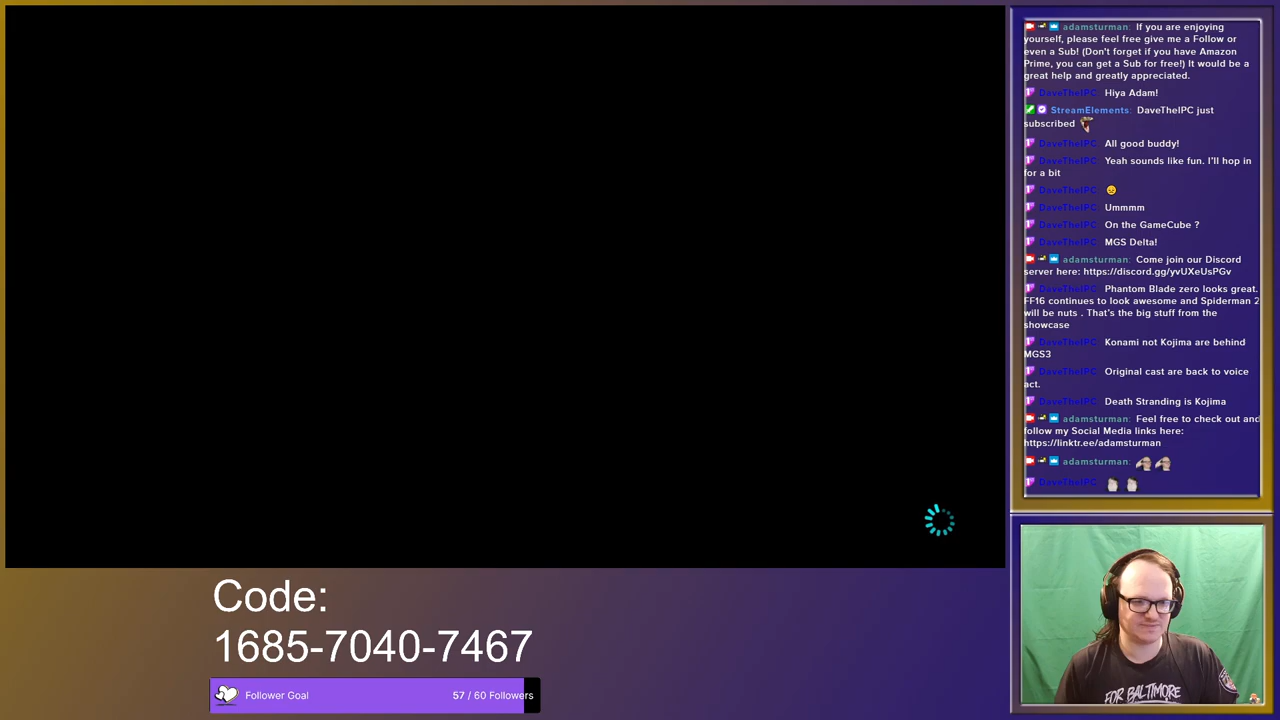 adamsturman: If you are enjoying
yourself, please feel free give me a Follow or
even a Sub! (Don't forget if you have Amazon
Prime, you can get a Sub for free!) It would be a
great help and greatly appreciated.
DaveTheIPC Hiya Adam!
StreamElements: DaveTheIPC just
subscribed
DaveTheIPC All good buddy!
DaveTheIPC Yeah sounds like fun. I'll hop in
for a bit
DaveTheIPC
DaveTheIPC Ummmm
DaveTheIPC On the GameCube ?
DaveTheIPC MGS Delta!
adamsturman: Come join our Discord
server here: https://discord.gg/yvUXeUsPGv
DaveTheIPC Phantom Blade zero looks great.
FF16 continues to look awesome and Spiderman 2
will be nuts . That's the big stuff from the
showcase
DaveTheIPC Konami not Kojima are behind
MGS3
DaveTheIPC Original cast are back to voice
act.
DaveTheIPC Death Stranding is Kojima
adamsturman: Feel free to check out and
follow my Social Media links here:
https://linktr.ee/adamsturman
adamsturman:
DaveTheIPC
Code:
1685-7040-7467
Follower Goal 57 / 60 Followers
FOR BALTIMORE